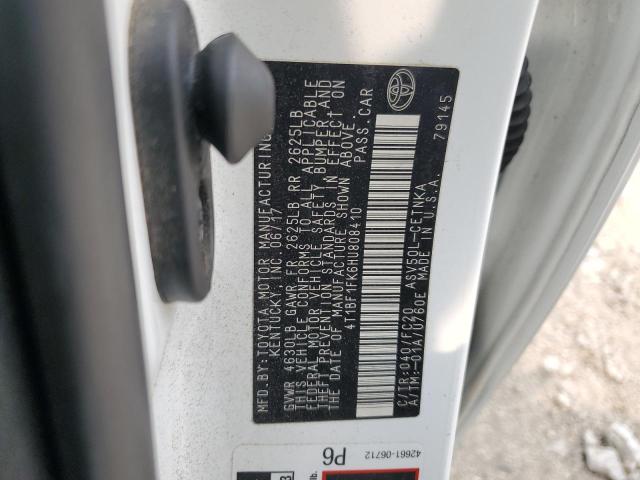 MFD.BY:TOYOTA MOTOR MANUFACTURING
KENTUCKY, INC. 06/17
GVWR 4630LB GAWR FR 2625LB RR 2625LB
THIS VEHICLE CONFORMS TO ALL APPLICABLE
FEDERAL MOTOR VEHICLE SAFETY, BUMPER, AND
THEFT PREVENTION STANDARDS IN EFFECT ON
THE DATE OF MANUFACTURE SHOWN ABOVE.
4T1BF1FK6HU808410 PASS.CAR
C/TR:040/FC20 ASV50L-CETNKA
A/TM:-01A/U760E MADE IN U.S.A. 79145
42661-06712
P6
lb.